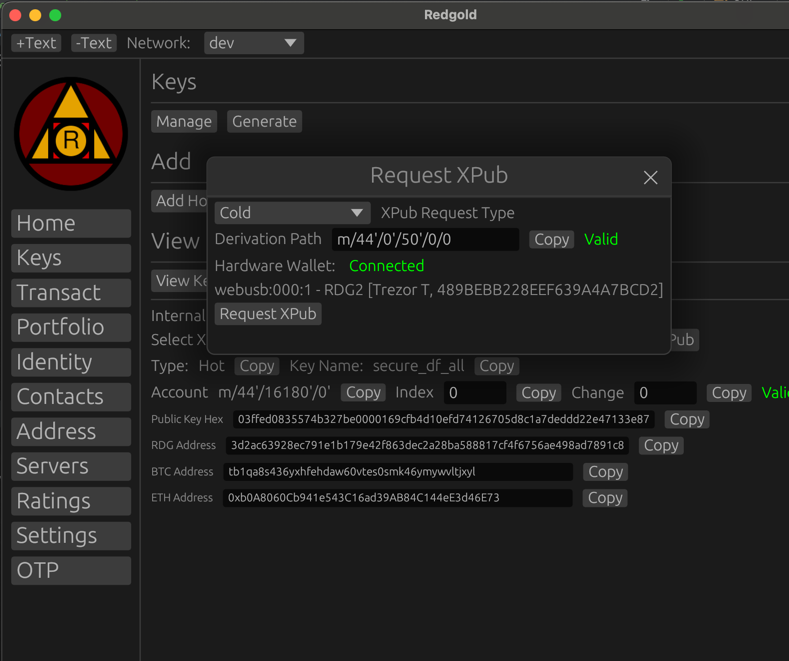 Redgold
+Text -Text Network: dev
R
Home
Keys
Transact
Portfolio
Identity
Contacts
Address
Servers
Ratings
Settings
OTP
Keys
Manage Generate
Add
Add Ho
View
View Ke
Internal
Select X
Pub
Request XPub
Cold XPub Request Type
Derivation Path m/44'/0'/50'/0/0 Copy Valid
Hardware Wallet: Connected
webusb:000:1 - RDG2 [Trezor T, 489BEBB228EEF639A4A7BCD2]
Request XPub
Type: Hot Copy Key Name: secure_df_all Copy
Account m/44'/16180'/0' Copy Index 0 Copy Change 0 Copy Vali
Public Key Hex 03ffed0835574b327be0000169cfb4d10efd74126705d8c1a7deddd22e47133e87 Copy
RDG Address 3d2ac63928ec791e1b179e42f863dec2a28ba588817cf4f6756ae498ad7891c8 Copy
BTC Address tb1qa8s436yxhfehdaw60vtes0smk46ymywvltjxyl Copy
ETH Address 0xb0A8060Cb941e543C16ad39AB84C144eE3d46E73 Copy